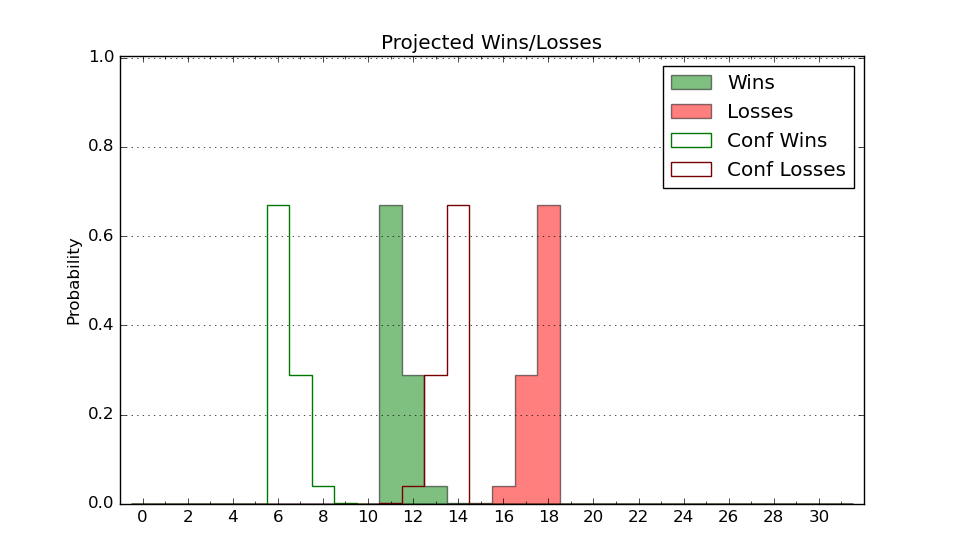 Projected Wins/Losses
1.0
0.8
0.6
0.4
0.2
0.0
Probability
Wins
Losses
Conf Wins
Conf Losses
0 2 4 6 8 10 12 14 16 18 20 22 24 26 28 30